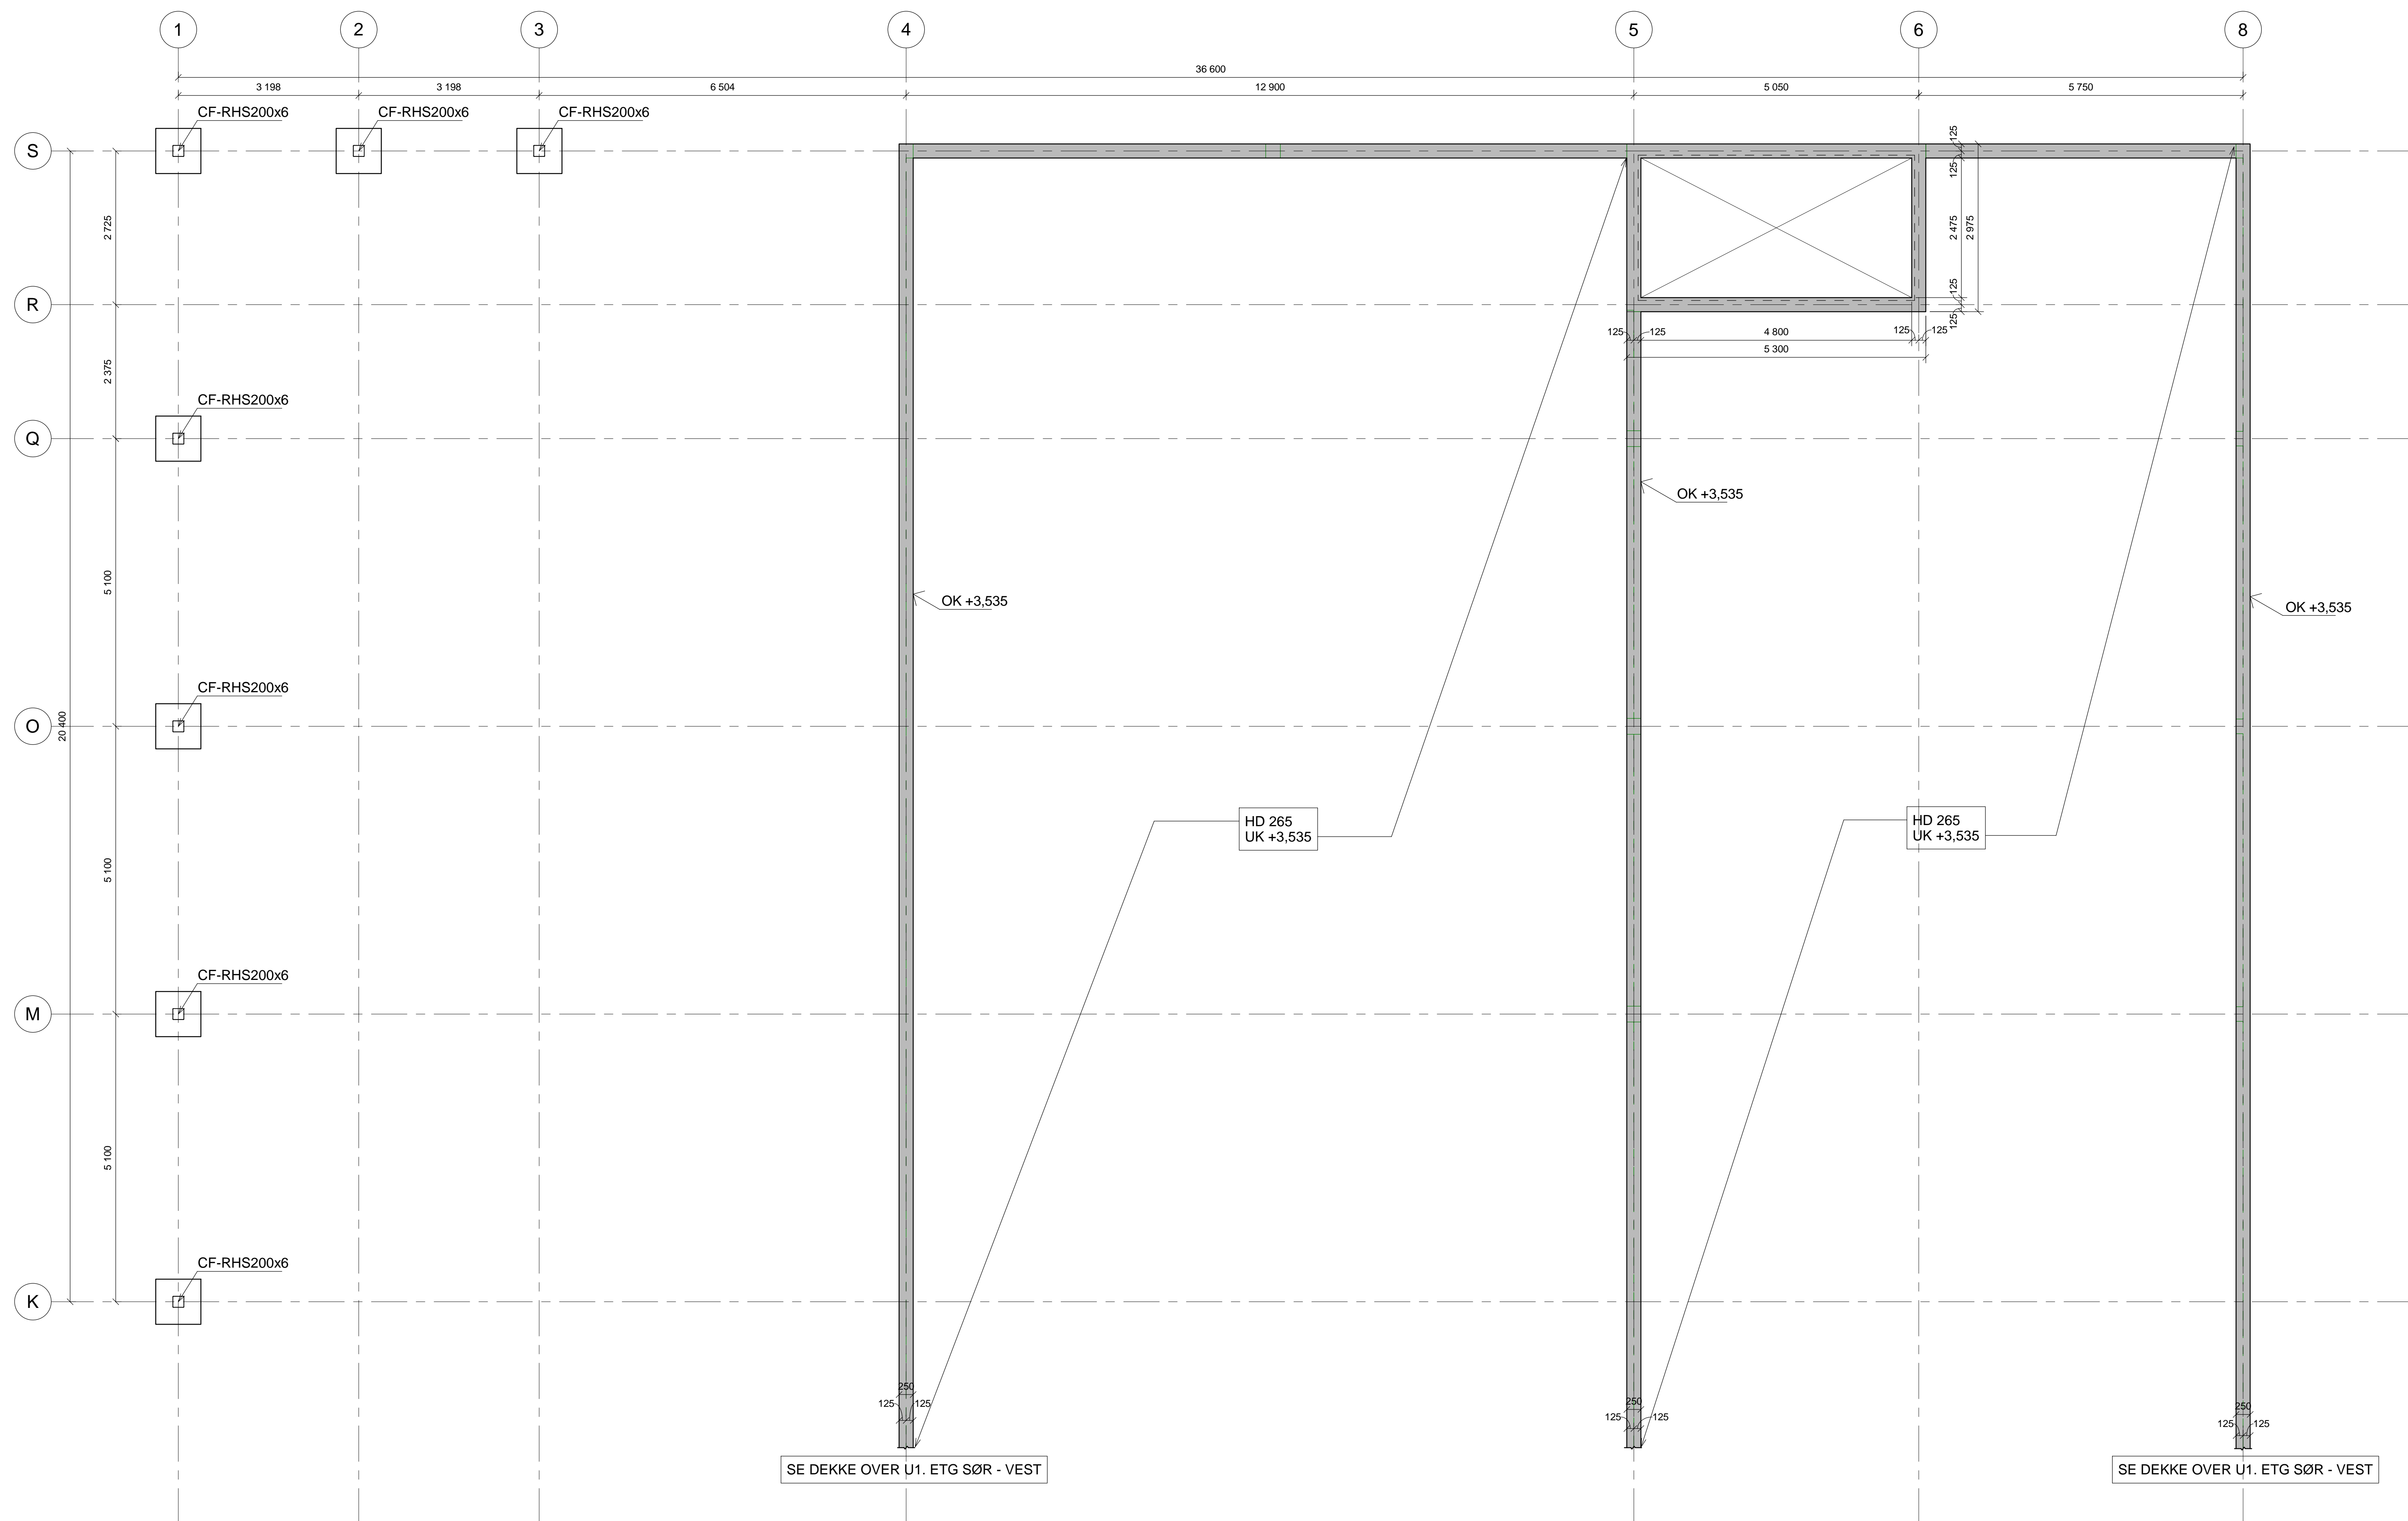 1
2
3
4
5
6
8
36 600
3 198
3 198
6 504
12 900
5 050
5 750
CF-RHS200x6
CF-RHS200x6
CF-RHS200x6
S
125
125
2 725
2 475
2 975
125
125
R
125
125
4 800
125
125
5 300
2 375
CF-RHS200x6
Q
OK +3,535
5 100
OK +3,535
OK +3,535
CF-RHS200x6
O
20 400
HD 265
UK +3,535
HD 265
UK +3,535
5 100
CF-RHS200x6
M
5 100
CF-RHS200x6
K
250
125
125
250
125
125
250
125
125
SE DEKKE OVER U1. ETG SØR - VEST
SE DEKKE OVER U1. ETG SØR - VEST